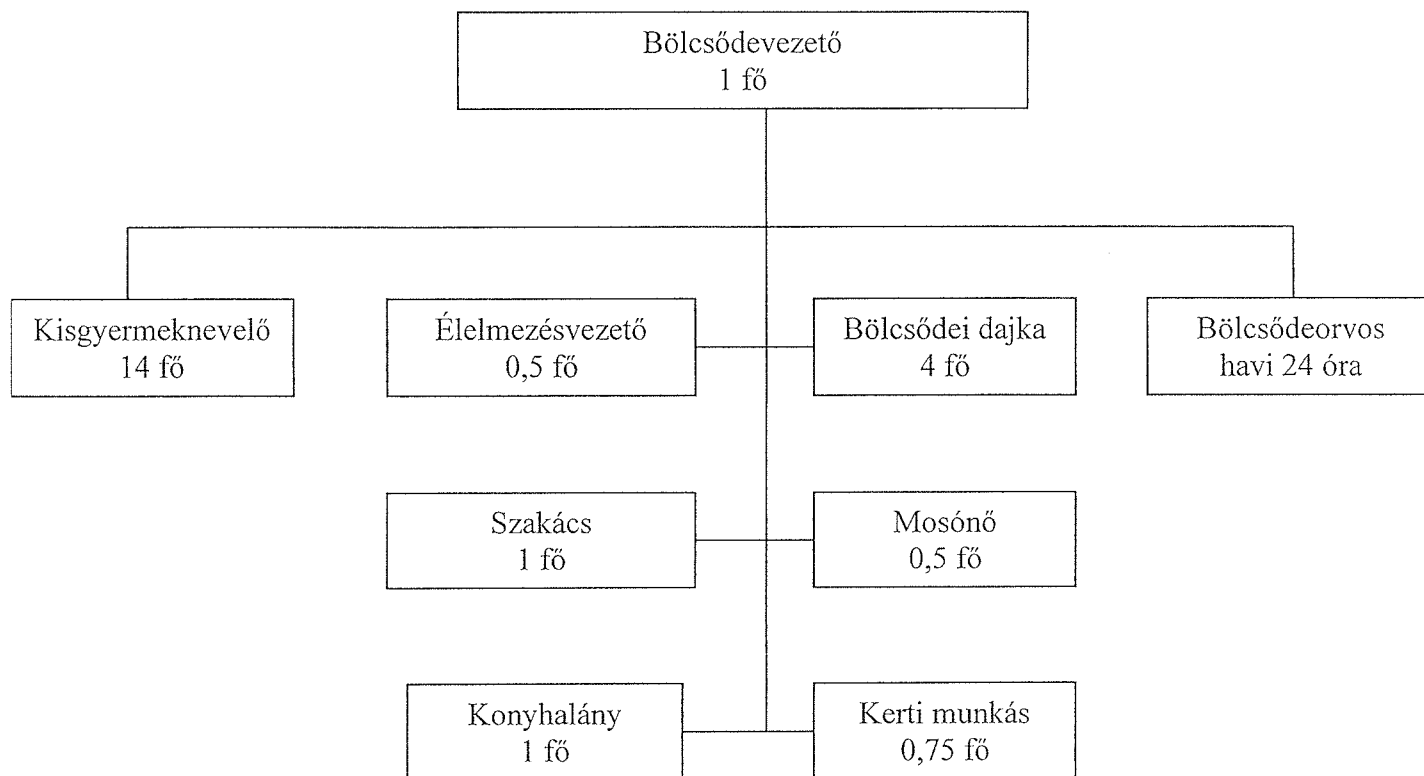 Bölcsődevezető
1 fő
Kisgyermeknevelő
14 fő
Élelmezésvezető
0,5 fő
Bölcsődei dajka
4 fő
Bölcsődeorvos
havi 24 óra
Szakács
1 fő
Mosónő
0,5 fő
Konyhalány
1 fő
Kerti munkás
0,75 fő